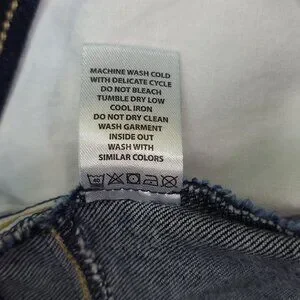 MACHINE WASH COLD
WITH DELICATE CYCLE
DO NOT BLEACH
TUMBLE DRY LOW
COOL IRON
DO NOT DRY CLEAN
WASH GARMENT
INSIDE OUT
WASH WITH
SIMILAR COLORS